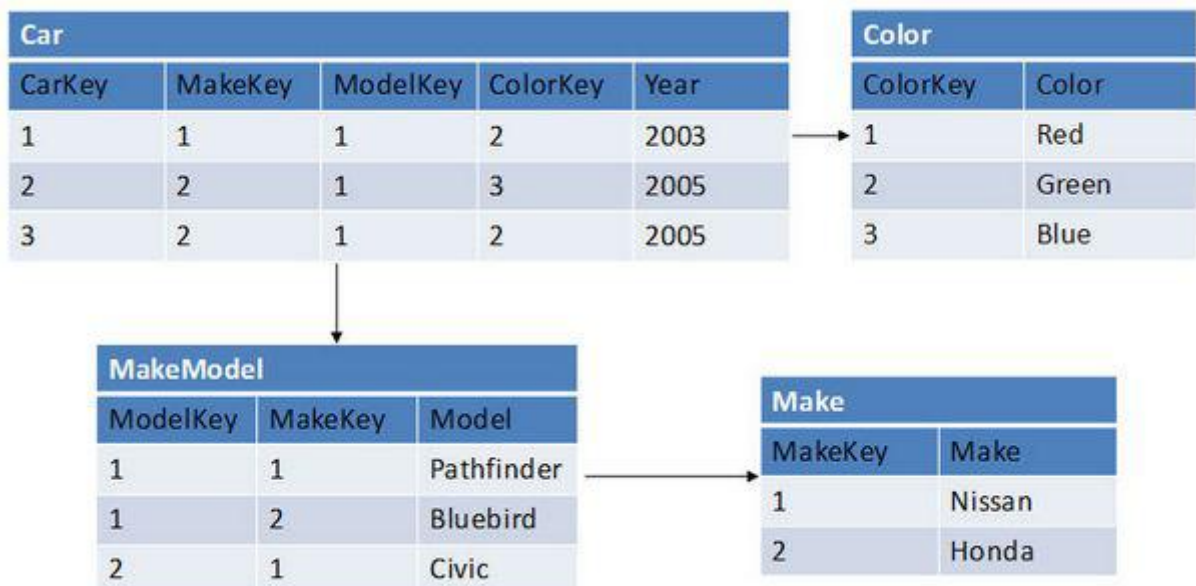 Car
CarKey MakeKey ModelKey ColorKey Year
1 1 1 2 2003
2 2 1 3 2005
3 2 1 2 2005
Color
ColorKey Color
1 Red
2 Green
3 Blue
MakeModel
ModelKey MakeKey Model
1 1 Pathfinder
1 2 Bluebird
2 1 Civic
Make
MakeKey Make
1 Nissan
2 Honda